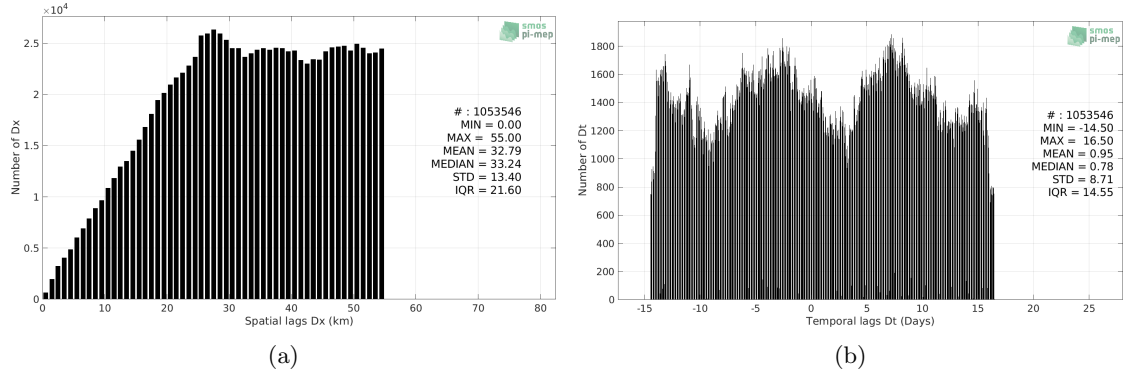 ×10⁴
2.5
2
1.5
1
0.5
0
0 10 20 30 40 50 60 70 80
Number of Dx
Spatial lags Dx (km)
smos
pi-mep
# : 1053546
MIN = 0.00
MAX = 55.00
MEAN = 32.79
MEDIAN = 33.24
STD = 13.40
IQR = 21.60
(a)
1800
1600
1400
1200
1000
800
600
400
200
0
-15 -10 -5 0 5 10 15 20 25
Number of Dt
Temporal lags Dt (Days)
smos
pi-mep
# : 1053546
MIN = -14.50
MAX = 16.50
MEAN = 0.95
MEDIAN = 0.78
STD = 8.71
IQR = 14.55
(b)